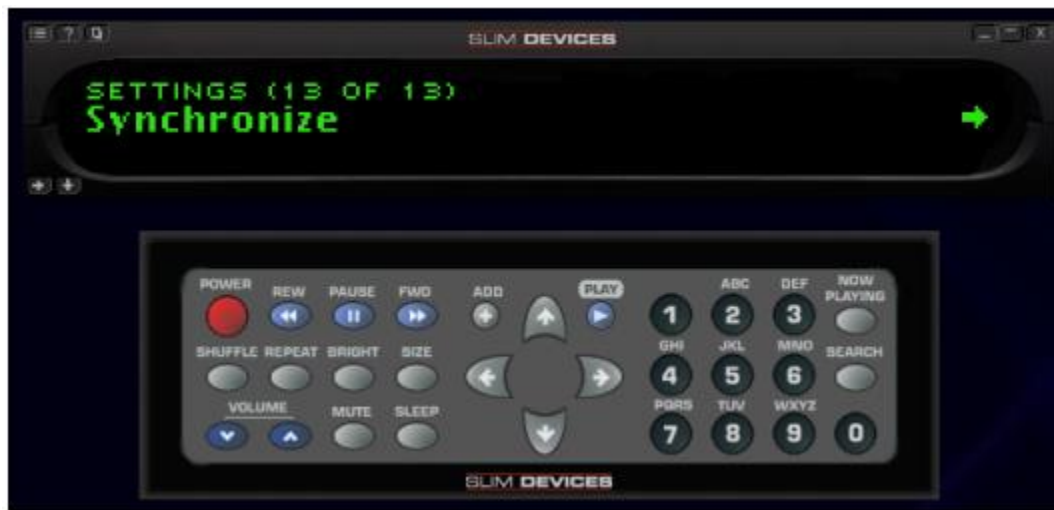 SLIM DEVICES
SETTINGS (13 OF 13)
Synchronize
POWER REW PAUSE FWD ADD PLAY ABC DEF NOW PLAYING
1 2 3
SHUFFLE REPEAT BRIGHT SIZE GHI JKL MNO SEARCH
4 5 6
VOLUME MUTE SLEEP PQRS TUV WXYZ
7 8 9 0
SLIM DEVICES